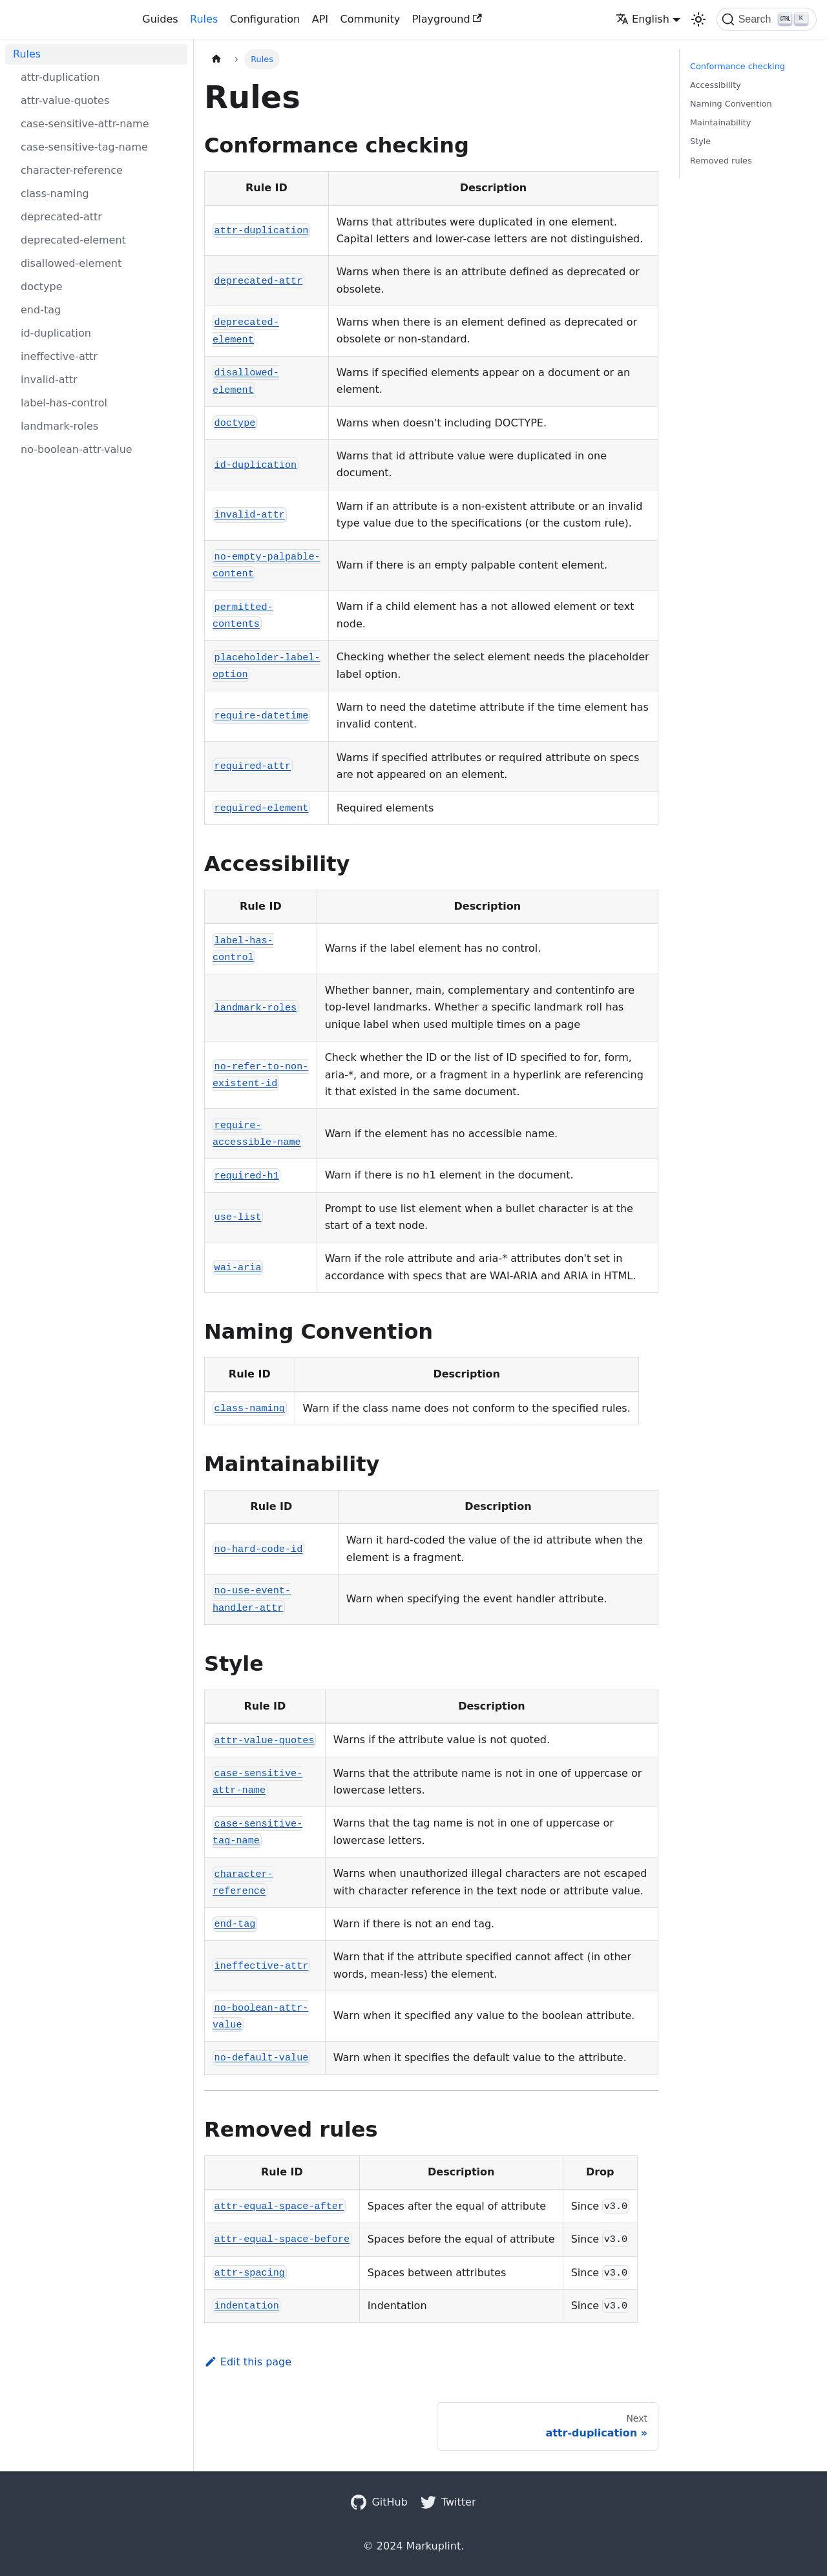 Guides Rules Configuration API Community Playground English Search CTRL K
Rules
attr-duplication
attr-value-quotes
case-sensitive-attr-name
case-sensitive-tag-name
character-reference
class-naming
deprecated-attr
deprecated-element
disallowed-element
doctype
end-tag
id-duplication
ineffective-attr
invalid-attr
label-has-control
landmark-roles
no-boolean-attr-value
Rules
Rules
Conformance checking
Rule ID Description
attr-duplication Warns that attributes were duplicated in one element.
Capital letters and lower-case letters are not distinguished.
deprecated-attr Warns when there is an attribute defined as deprecated or
obsolete.
deprecated- Warns when there is an element defined as deprecated or
element obsolete or non-standard.
disallowed- Warns if specified elements appear on a document or an
element element.
doctype Warns when doesn't including DOCTYPE.
id-duplication Warns that id attribute value were duplicated in one
document.
invalid-attr Warn if an attribute is a non-existent attribute or an invalid
type value due to the specifications (or the custom rule).
no-empty-palpable-
content Warn if there is an empty palpable content element.
permitted- Warn if a child element has a not allowed element or text
contents node.
placeholder-label- Checking whether the select element needs the placeholder
option label option.
require-datetime Warn to need the datetime attribute if the time element has
invalid content.
required-attr Warns if specified attributes or required attribute on specs
are not appeared on an element.
required-element Required elements
Accessibility
Rule ID Description
label-has-
control Warns if the label element has no control.
landmark-roles Whether banner, main, complementary and contentinfo are
top-level landmarks. Whether a specific landmark roll has
unique label when used multiple times on a page
no-refer-to-non- Check whether the ID or the list of ID specified to for, form,
existent-id aria-*, and more, or a fragment in a hyperlink are referencing
it that existed in the same document.
require-
accessible-name Warn if the element has no accessible name.
required-h1 Warn if there is no h1 element in the document.
use-list Prompt to use list element when a bullet character is at the
start of a text node.
wai-aria Warn if the role attribute and aria-* attributes don't set in
accordance with specs that are WAI-ARIA and ARIA in HTML.
Naming Convention
Rule ID Description
class-naming Warn if the class name does not conform to the specified rules.
Maintainability
Rule ID Description
no-hard-code-id Warn it hard-coded the value of the id attribute when the
element is a fragment.
no-use-event-
handler-attr Warn when specifying the event handler attribute.
Style
Rule ID Description
attr-value-quotes Warns if the attribute value is not quoted.
case-sensitive- Warns that the attribute name is not in one of uppercase or
attr-name lowercase letters.
case-sensitive- Warns that the tag name is not in one of uppercase or
tag-name lowercase letters.
character- Warns when unauthorized illegal characters are not escaped
reference with character reference in the text node or attribute value.
end-tag Warn if there is not an end tag.
ineffective-attr Warn that if the attribute specified cannot affect (in other
words, mean-less) the element.
no-boolean-attr-
value Warn when it specified any value to the boolean attribute.
no-default-value Warn when it specifies the default value to the attribute.
Removed rules
Rule ID Description Drop
attr-equal-space-after Spaces after the equal of attribute Since v3.0
attr-equal-space-before Spaces before the equal of attribute Since v3.0
attr-spacing Spaces between attributes Since v3.0
indentation Indentation Since v3.0
Edit this page
Next
attr-duplication »
Conformance checking
Accessibility
Naming Convention
Maintainability
Style
Removed rules
GitHub Twitter
© 2024 Markuplint.